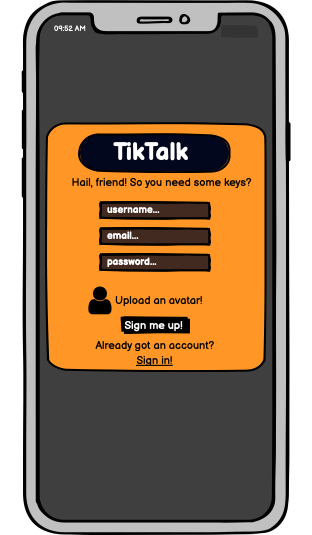 09:52 AM
TikTalk
Hail, friend! So you need some keys?
username...
email...
password...
Upload an avatar!
Sign me up!
Already got an account?
Sign in!